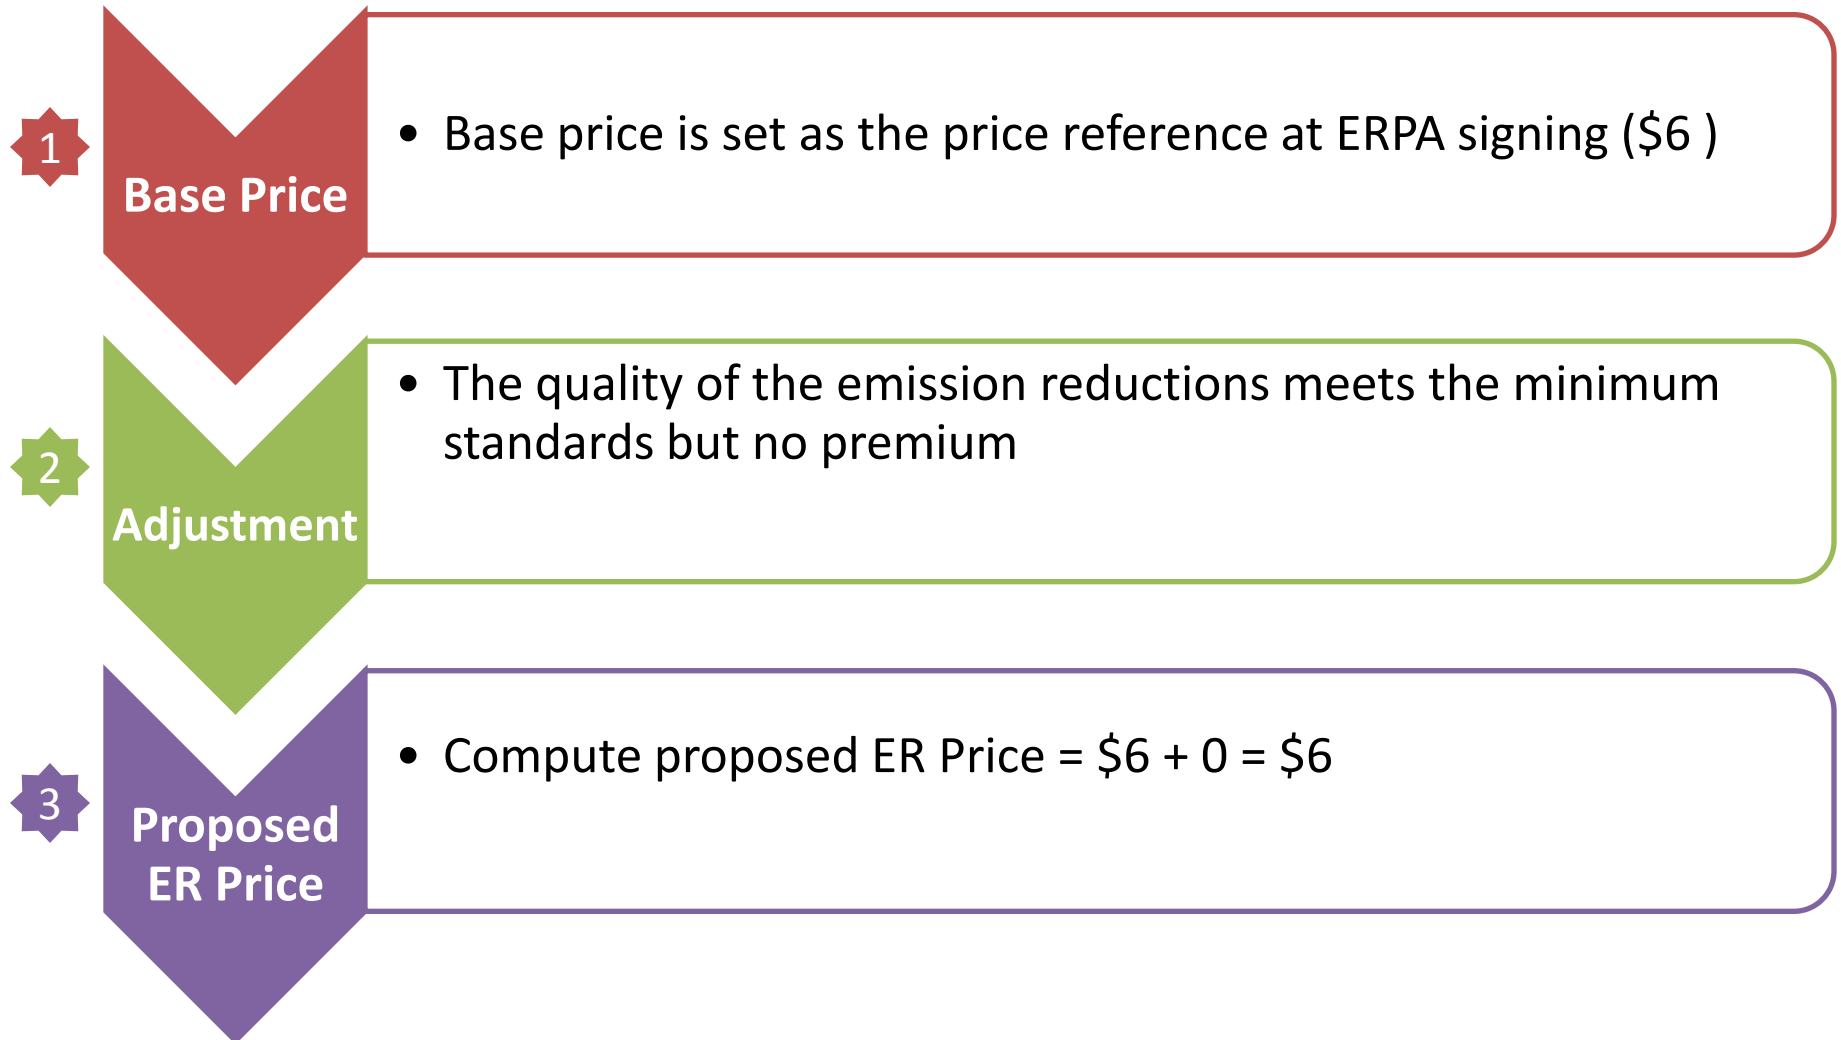 1
Base Price
• Base price is set as the price reference at ERPA signing ($6 )
2
Adjustment
• The quality of the emission reductions meets the minimum
standards but no premium
3
Proposed
ER Price
• Compute proposed ER Price = $6 + 0 = $6